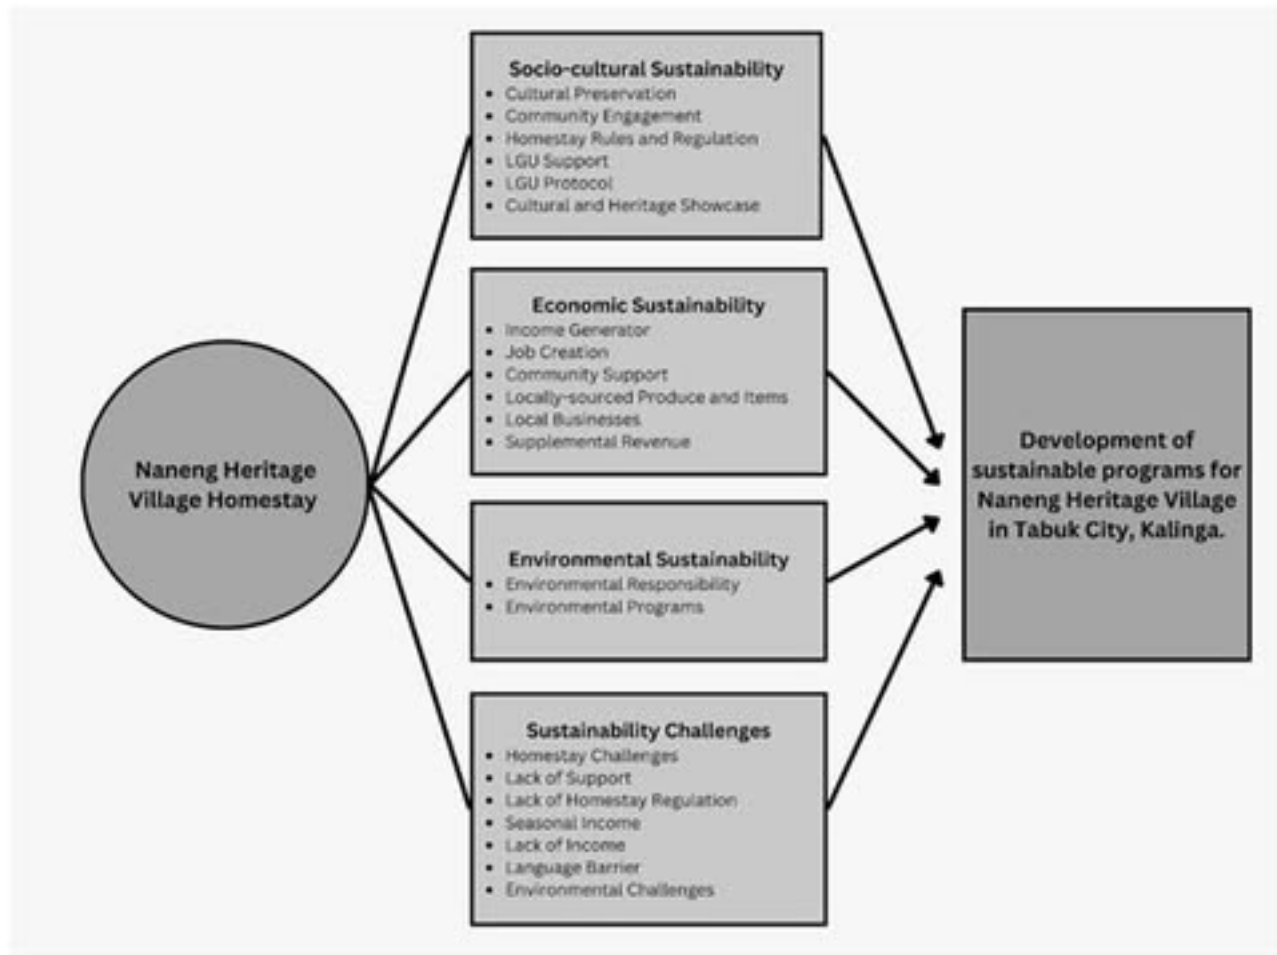 Naneng Heritage
Village Homestay
Socio-cultural Sustainability
• Cultural Preservation
• Community Engagement
• Homestay Rules and Regulation
• LGU Support
• LGU Protocol
• Cultural and Heritage Showcase
Economic Sustainability
• Income Generator
• Job Creation
• Community Support
• Locally-sourced Produce and Items
• Local Businesses
• Supplemental Revenue
Environmental Sustainability
• Environmental Responsibility
• Environmental Programs
Sustainability Challenges
• Homestay Challenges
• Lack of Support
• Lack of Homestay Regulation
• Seasonal Income
• Lack of Income
• Language Barrier
• Environmental Challenges
Development of
sustainable programs for
Naneng Heritage Village
in Tabuk City, Kalinga.